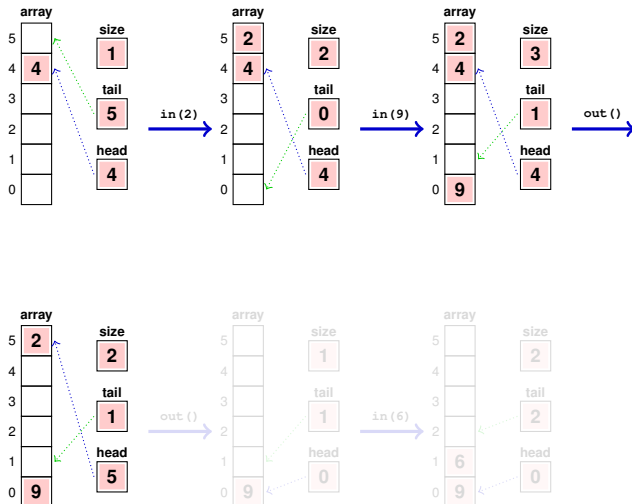 array array array
size size size
5 2 2 5 2 3 5 1
4 4 4 4 4 4
tail tail tail
3 3 3
5 in(2) 0 in(9) 1 out()
2 2 2
head head head
1 1 1
4 4 4
0 0 0 9
array array array
size size size
5 2 2 5 1 5 2
4 4 4
tail tail tail
3 3 3
1 out() 1 in(6) 2
2 2 2
head head head
1 1 1 6
5 0 0
0 9 0 9 0 9